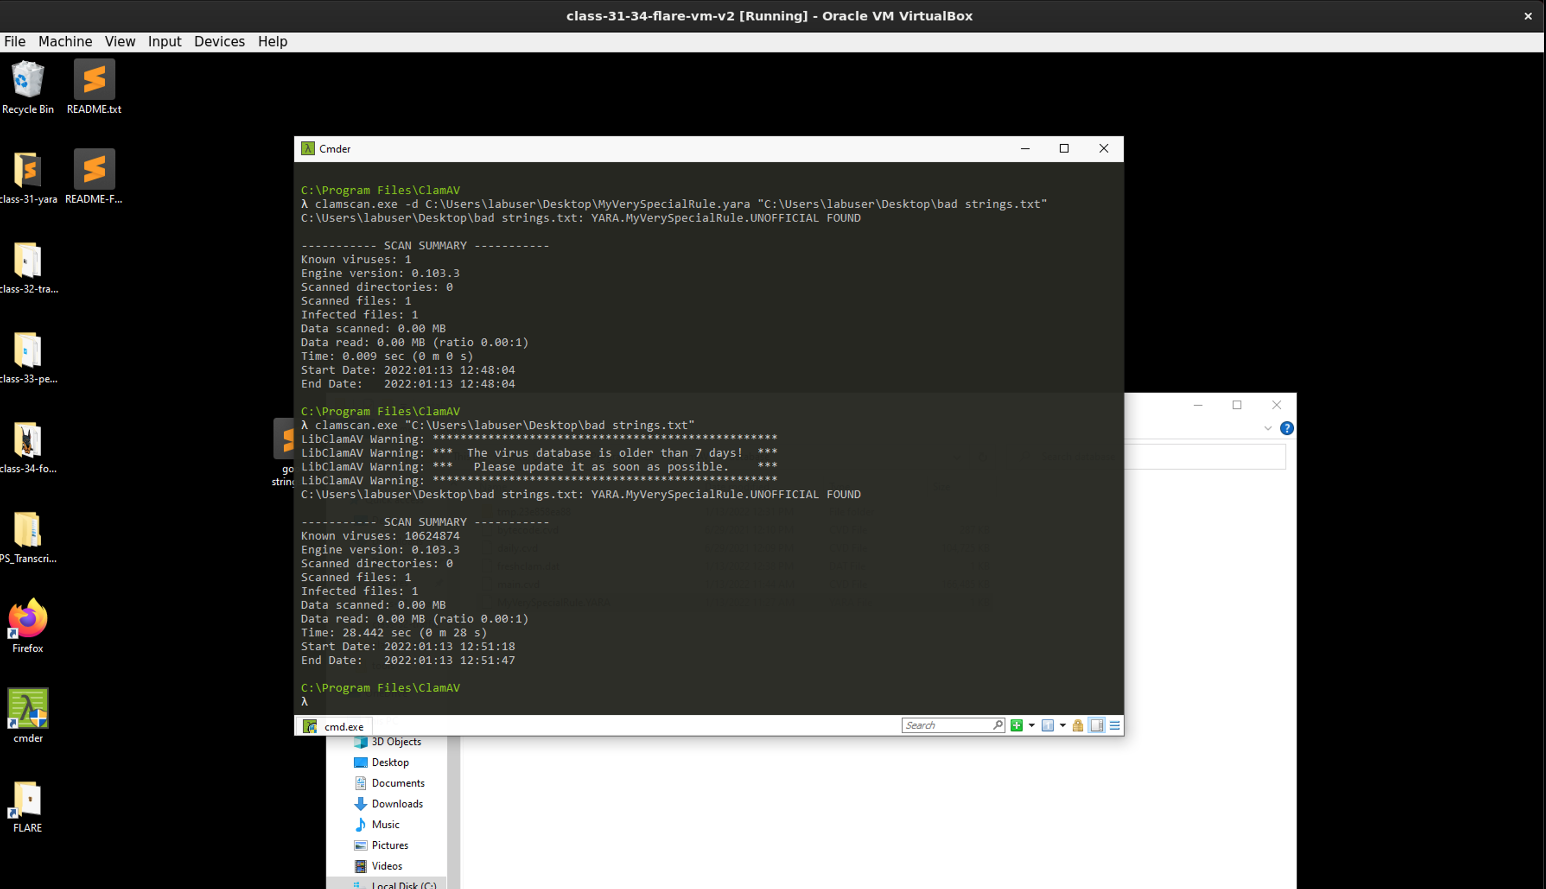 class-31-34-flare-vm-v2 [Running] - Oracle VM VirtualBox
File Machine View Input Devices Help
Recycle Bin
README.txt
class-31-yara
README-F...
class-32-tra...
class-33-pe...
class-34-fo...
PS_Transcri...
Firefox
cmder
FLARE
go
string
Cmder
C:\Program Files\ClamAV
λ clamscan.exe -d C:\Users\labuser\Desktop\MyVerySpecialRule.yara "C:\Users\labuser\Desktop\bad strings.txt"
C:\Users\labuser\Desktop\bad strings.txt: YARA.MyVerySpecialRule.UNOFFICIAL FOUND
----------- SCAN SUMMARY -----------
Known viruses: 1
Engine version: 0.103.3
Scanned directories: 0
Scanned files: 1
Infected files: 1
Data scanned: 0.00 MB
Data read: 0.00 MB (ratio 0.00:1)
Time: 0.009 sec (0 m 0 s)
Start Date: 2022:01:13 12:48:04
End Date:   2022:01:13 12:48:04
C:\Program Files\ClamAV
λ clamscan.exe "C:\Users\labuser\Desktop\bad strings.txt"
LibClamAV Warning: **************************************************
LibClamAV Warning: ***  The virus database is older than 7 days!  ***
LibClamAV Warning: ***   Please update it as soon as possible.    ***
LibClamAV Warning: **************************************************
C:\Users\labuser\Desktop\bad strings.txt: YARA.MyVerySpecialRule.UNOFFICIAL FOUND
----------- SCAN SUMMARY -----------
Known viruses: 10624874
Engine version: 0.103.3
Scanned directories: 0
Scanned files: 1
Infected files: 1
Data scanned: 0.00 MB
Data read: 0.00 MB (ratio 0.00:1)
Time: 28.442 sec (0 m 28 s)
Start Date: 2022:01:13 12:51:18
End Date:   2022:01:13 12:51:47
C:\Program Files\ClamAV
λ
cmd.exe
Search
3D Objects
Desktop
Documents
Downloads
Music
Pictures
Videos
Local Disk (C:)